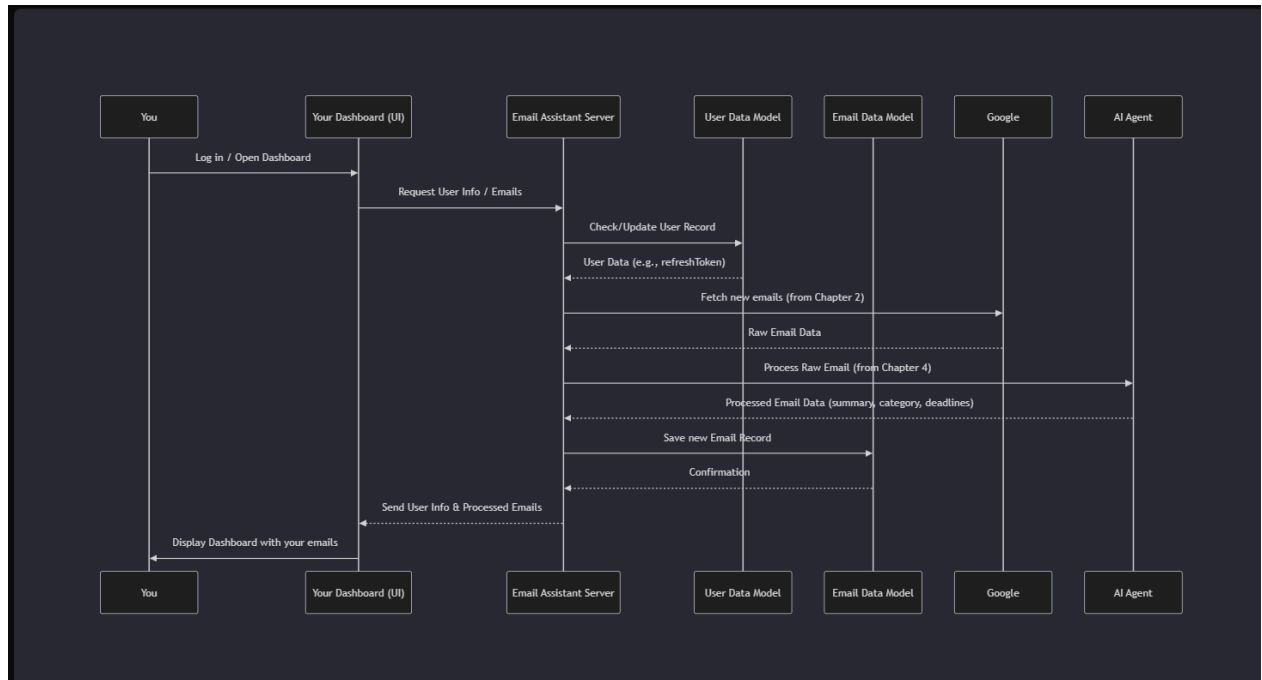 You
Your Dashboard (UI)
Email Assistant Server
User Data Model
Email Data Model
Google
AI Agent
Log in / Open Dashboard
Request User Info / Emails
Check/Update User Record
User Data (e.g., refreshToken)
Fetch new emails (from Chapter 2)
Raw Email Data
Process Raw Email (from Chapter 4)
Processed Email Data (summary, category, deadlines)
Save new Email Record
Confirmation
Send User Info & Processed Emails
Display Dashboard with your emails
You
Your Dashboard (UI)
Email Assistant Server
User Data Model
Email Data Model
Google
AI Agent